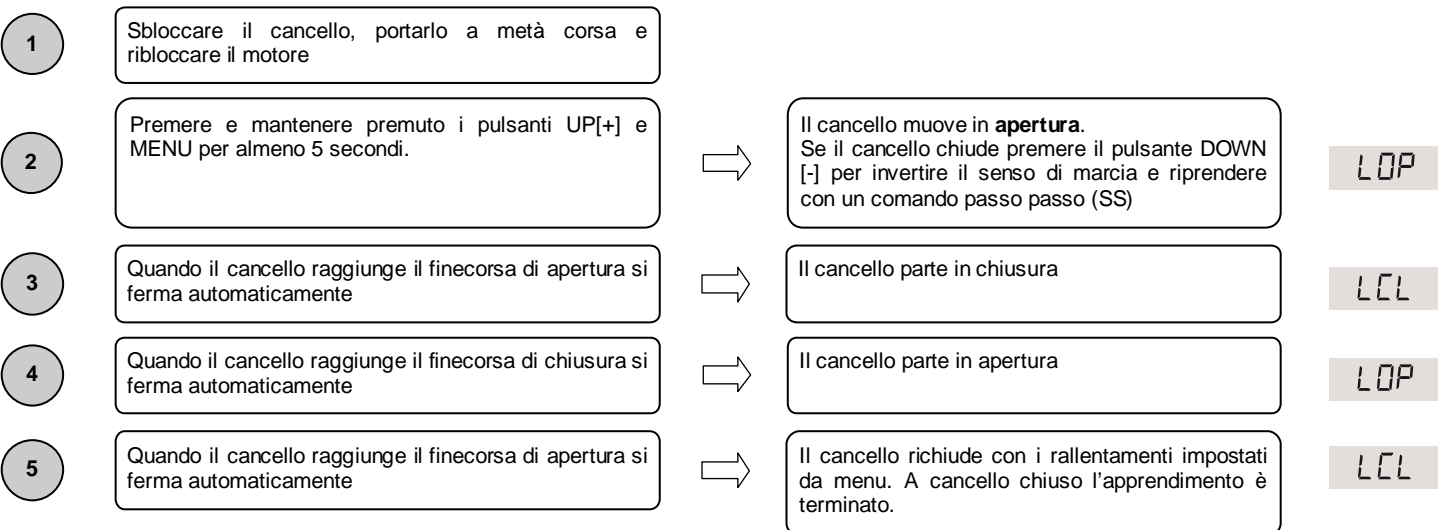 1
Sbloccare il cancello, portarlo a metà corsa e
ribloccare il motore
2
Premere e mantenere premuto i pulsanti UP[+] e
MENU per almeno 5 secondi.
Il cancello muove in apertura.
Se il cancello chiude premere il pulsante DOWN
[-] per invertire il senso di marcia e riprendere
con un comando passo passo (SS)
LOP
3
Quando il cancello raggiunge il finecorsa di apertura si
ferma automaticamente
Il cancello parte in chiusura
LCL
4
Quando il cancello raggiunge il finecorsa di chiusura si
ferma automaticamente
Il cancello parte in apertura
LOP
5
Quando il cancello raggiunge il finecorsa di apertura si
ferma automaticamente
Il cancello richiude con i rallentamenti impostati
da menu. A cancello chiuso l'apprendimento è
terminato.
LCL